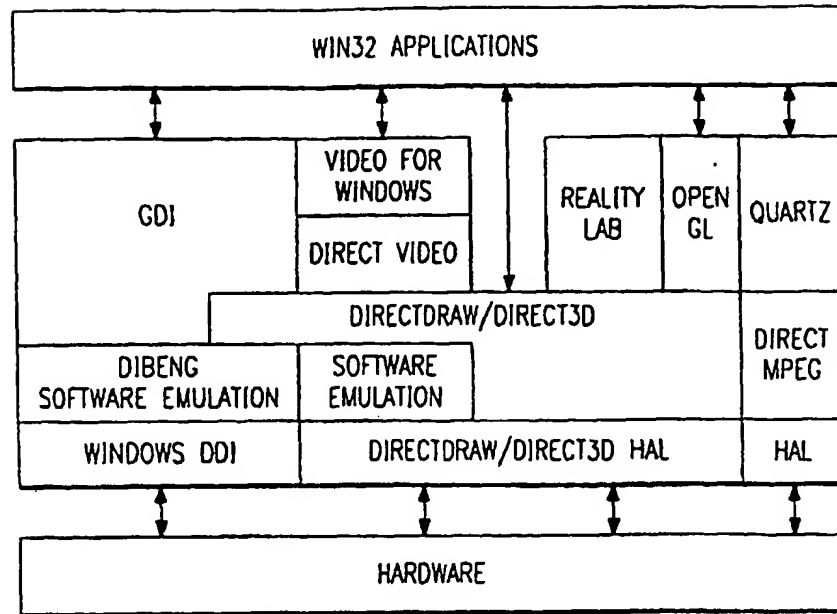 WIN32 APPLICATIONS
GDI
VIDEO FOR
WINDOWS
DIRECT VIDEO
REALITY
LAB
OPEN
GL
QUARTZ
DIRECTDRAW/DIRECT3D
DIRECT
MPEG
DIBENG
SOFTWARE EMULATION
SOFTWARE
EMULATION
WINDOWS DDI
DIRECTDRAW/DIRECT3D HAL
HAL
HARDWARE